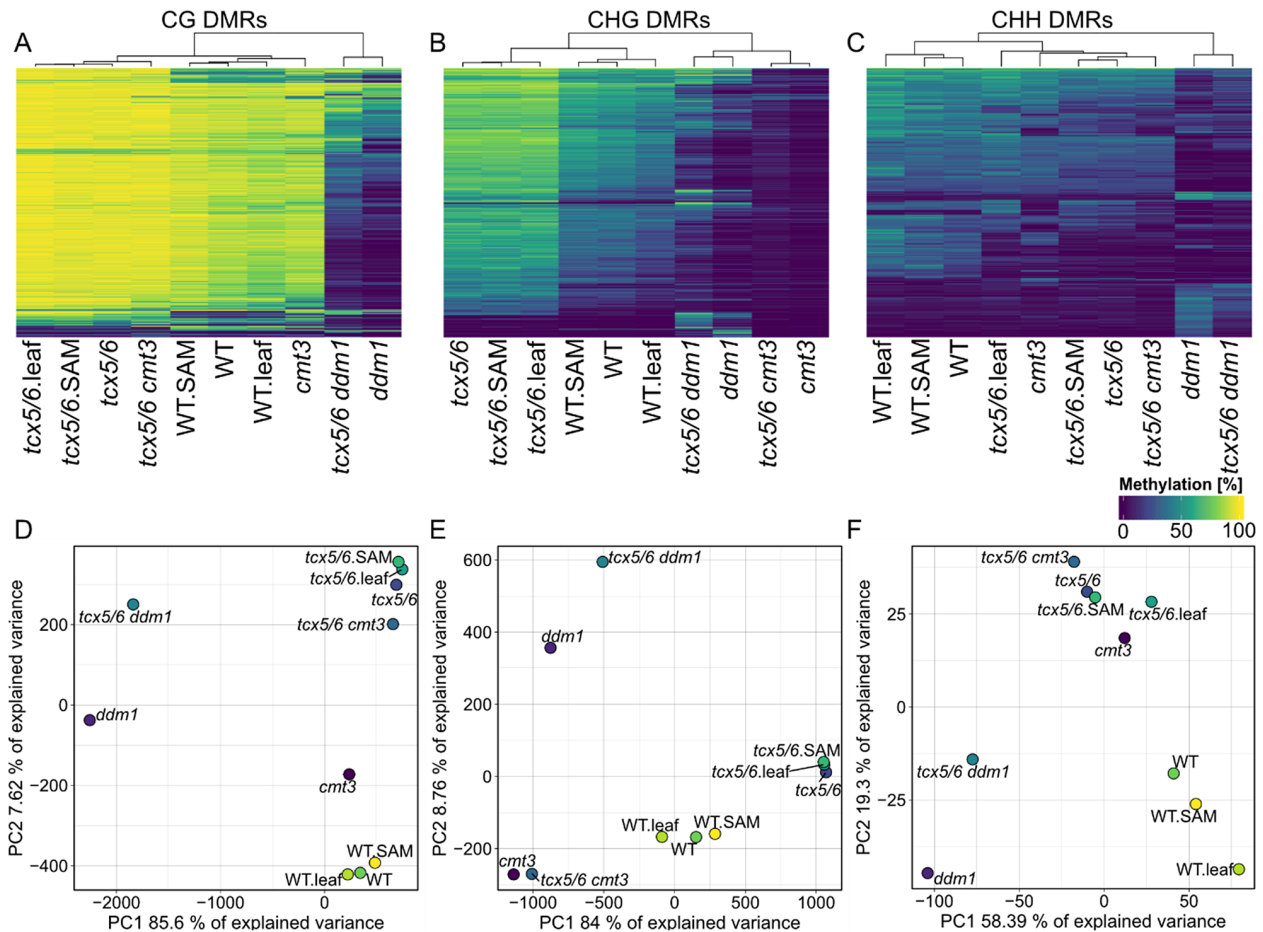 CG DMRs
CHG DMRs
CHH DMRs
A
B
C
tcx5/6.leaf
tcx5/6.SAM
tcx5/6
tcx5/6 cmt3
WT.SAM
WT
WT.leaf
cmt3
tcx5/6 ddm1
ddm1
tcx5/6
tcx5/6.SAM
tcx5/6.leaf
WT.SAM
WT
WT.leaf
tcx5/6 ddm1
ddm1
tcx5/6 cmt3
cmt3
WT.leaf
WT.SAM
WT
tcx5/6.leaf
cmt3
tcx5/6.SAM
tcx5/6
tcx5/6 cmt3
ddm1
tcx5/6 ddm1
Methylation [%]
0 50 100
D
PC2 7.62 % of explained variance
200
0
−200
−400
tcx5/6.SAM
tcx5/6.leaf
tcx5/6
tcx5/6 ddm1
tcx5/6 cmt3
ddm1
cmt3
WT.SAM
WT.leaf
WT
−2000 −1000 0
PC1 85.6 % of explained variance
E
PC2 8.76 % of explained variance
600
400
200
0
−200
tcx5/6 ddm1
ddm1
tcx5/6.SAM
tcx5/6.leaf
tcx5/6
WT.leaf
WT.SAM
WT
cmt3
tcx5/6 cmt3
−1000 −500 0 500 1000
PC1 84 % of explained variance
F
PC2 19.3 % of explained variance
25
0
−25
tcx5/6 cmt3
tcx5/6
tcx5/6.SAM
tcx5/6.leaf
cmt3
tcx5/6 ddm1
WT
WT.SAM
WT.leaf
ddm1
−100 −50 0 50
PC1 58.39 % of explained variance